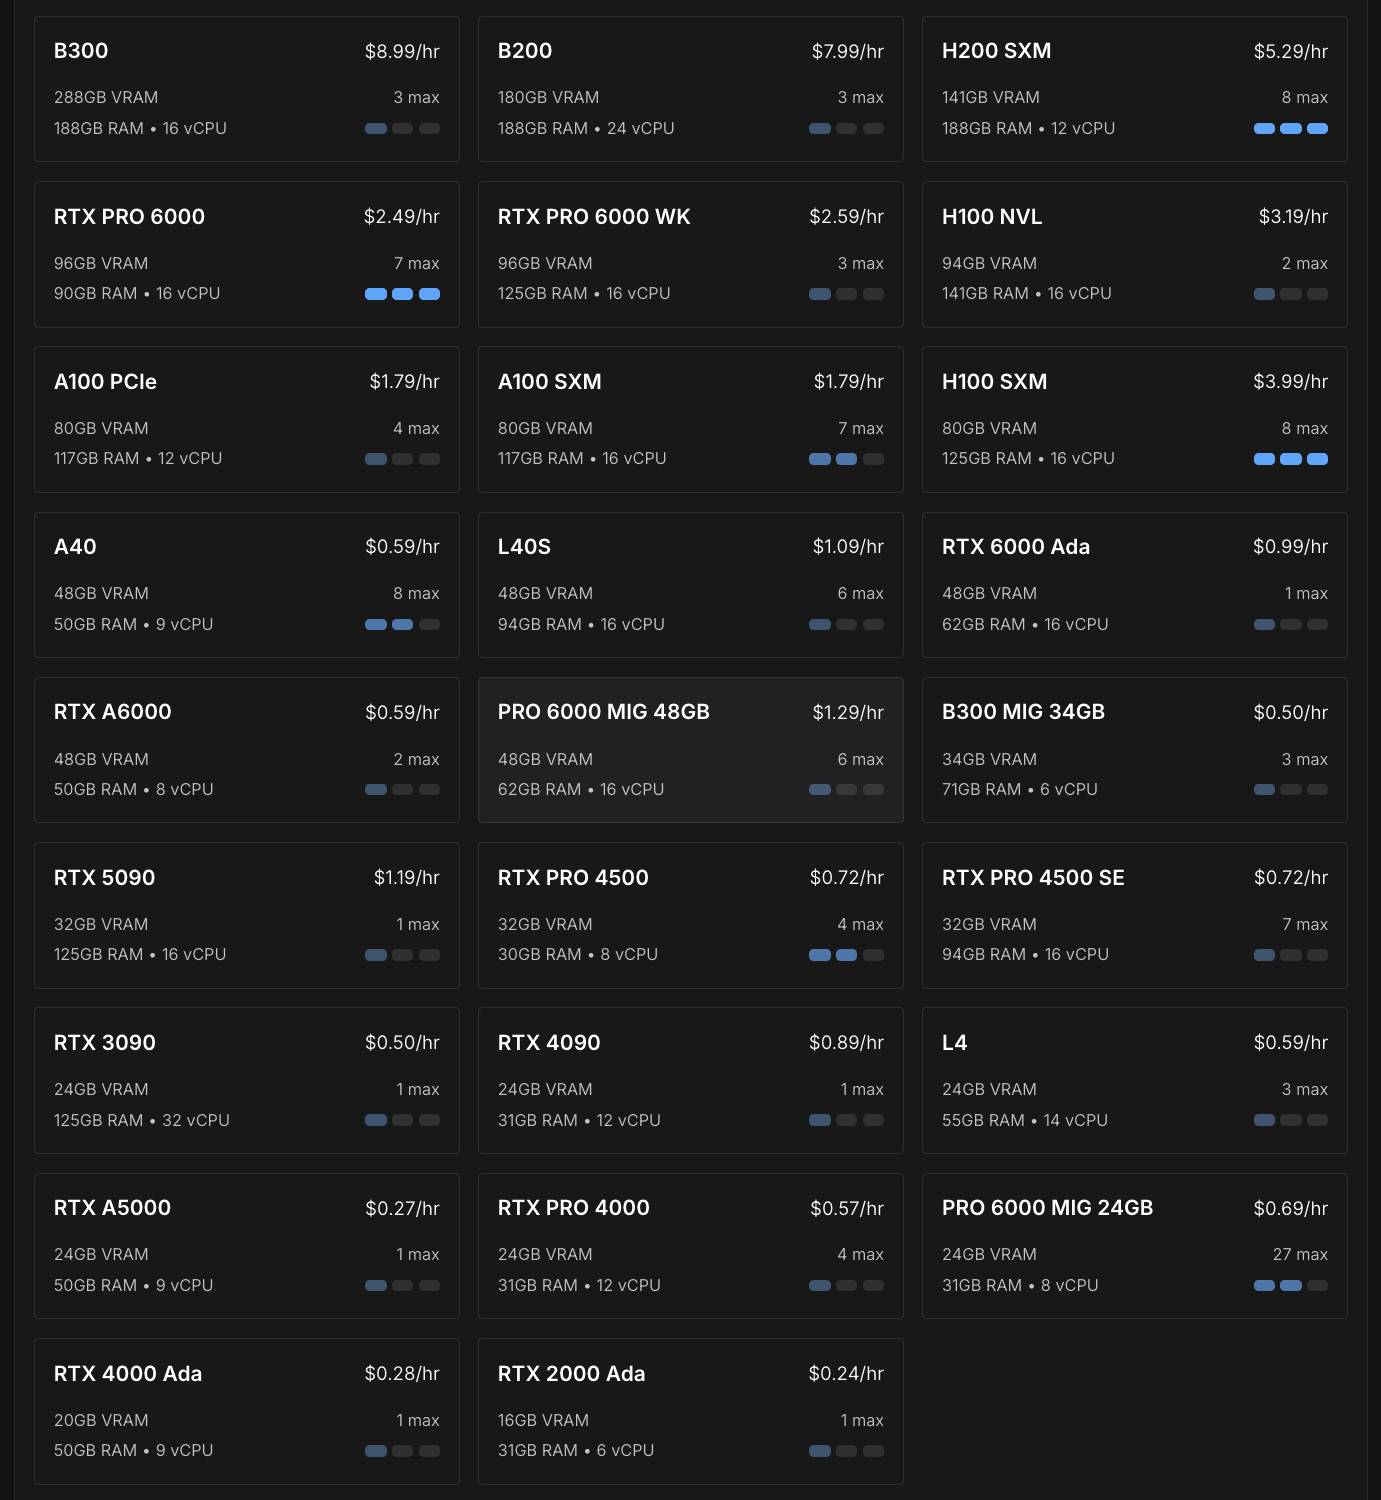 B300 $8.99/hr
288GB VRAM 3 max
188GB RAM • 16 vCPU
B200 $7.99/hr
180GB VRAM 3 max
188GB RAM • 24 vCPU
H200 SXM $5.29/hr
141GB VRAM 8 max
188GB RAM • 12 vCPU
RTX PRO 6000 $2.49/hr
96GB VRAM 7 max
90GB RAM • 16 vCPU
RTX PRO 6000 WK $2.59/hr
96GB VRAM 3 max
125GB RAM • 16 vCPU
H100 NVL $3.19/hr
94GB VRAM 2 max
141GB RAM • 16 vCPU
A100 PCIe $1.79/hr
80GB VRAM 4 max
117GB RAM • 12 vCPU
A100 SXM $1.79/hr
80GB VRAM 7 max
117GB RAM • 16 vCPU
H100 SXM $3.99/hr
80GB VRAM 8 max
125GB RAM • 16 vCPU
A40 $0.59/hr
48GB VRAM 8 max
50GB RAM • 9 vCPU
L40S $1.09/hr
48GB VRAM 6 max
94GB RAM • 16 vCPU
RTX 6000 Ada $0.99/hr
48GB VRAM 1 max
62GB RAM • 16 vCPU
RTX A6000 $0.59/hr
48GB VRAM 2 max
50GB RAM • 8 vCPU
PRO 6000 MIG 48GB $1.29/hr
48GB VRAM 6 max
62GB RAM • 16 vCPU
B300 MIG 34GB $0.50/hr
34GB VRAM 3 max
71GB RAM • 6 vCPU
RTX 5090 $1.19/hr
32GB VRAM 1 max
125GB RAM • 16 vCPU
RTX PRO 4500 $0.72/hr
32GB VRAM 4 max
30GB RAM • 8 vCPU
RTX PRO 4500 SE $0.72/hr
32GB VRAM 7 max
94GB RAM • 16 vCPU
RTX 3090 $0.50/hr
24GB VRAM 1 max
125GB RAM • 32 vCPU
RTX 4090 $0.89/hr
24GB VRAM 1 max
31GB RAM • 12 vCPU
L4 $0.59/hr
24GB VRAM 3 max
55GB RAM • 14 vCPU
RTX A5000 $0.27/hr
24GB VRAM 1 max
50GB RAM • 9 vCPU
RTX PRO 4000 $0.57/hr
24GB VRAM 4 max
31GB RAM • 12 vCPU
PRO 6000 MIG 24GB $0.69/hr
24GB VRAM 27 max
31GB RAM • 8 vCPU
RTX 4000 Ada $0.28/hr
20GB VRAM 1 max
50GB RAM • 9 vCPU
RTX 2000 Ada $0.24/hr
16GB VRAM 1 max
31GB RAM • 6 vCPU